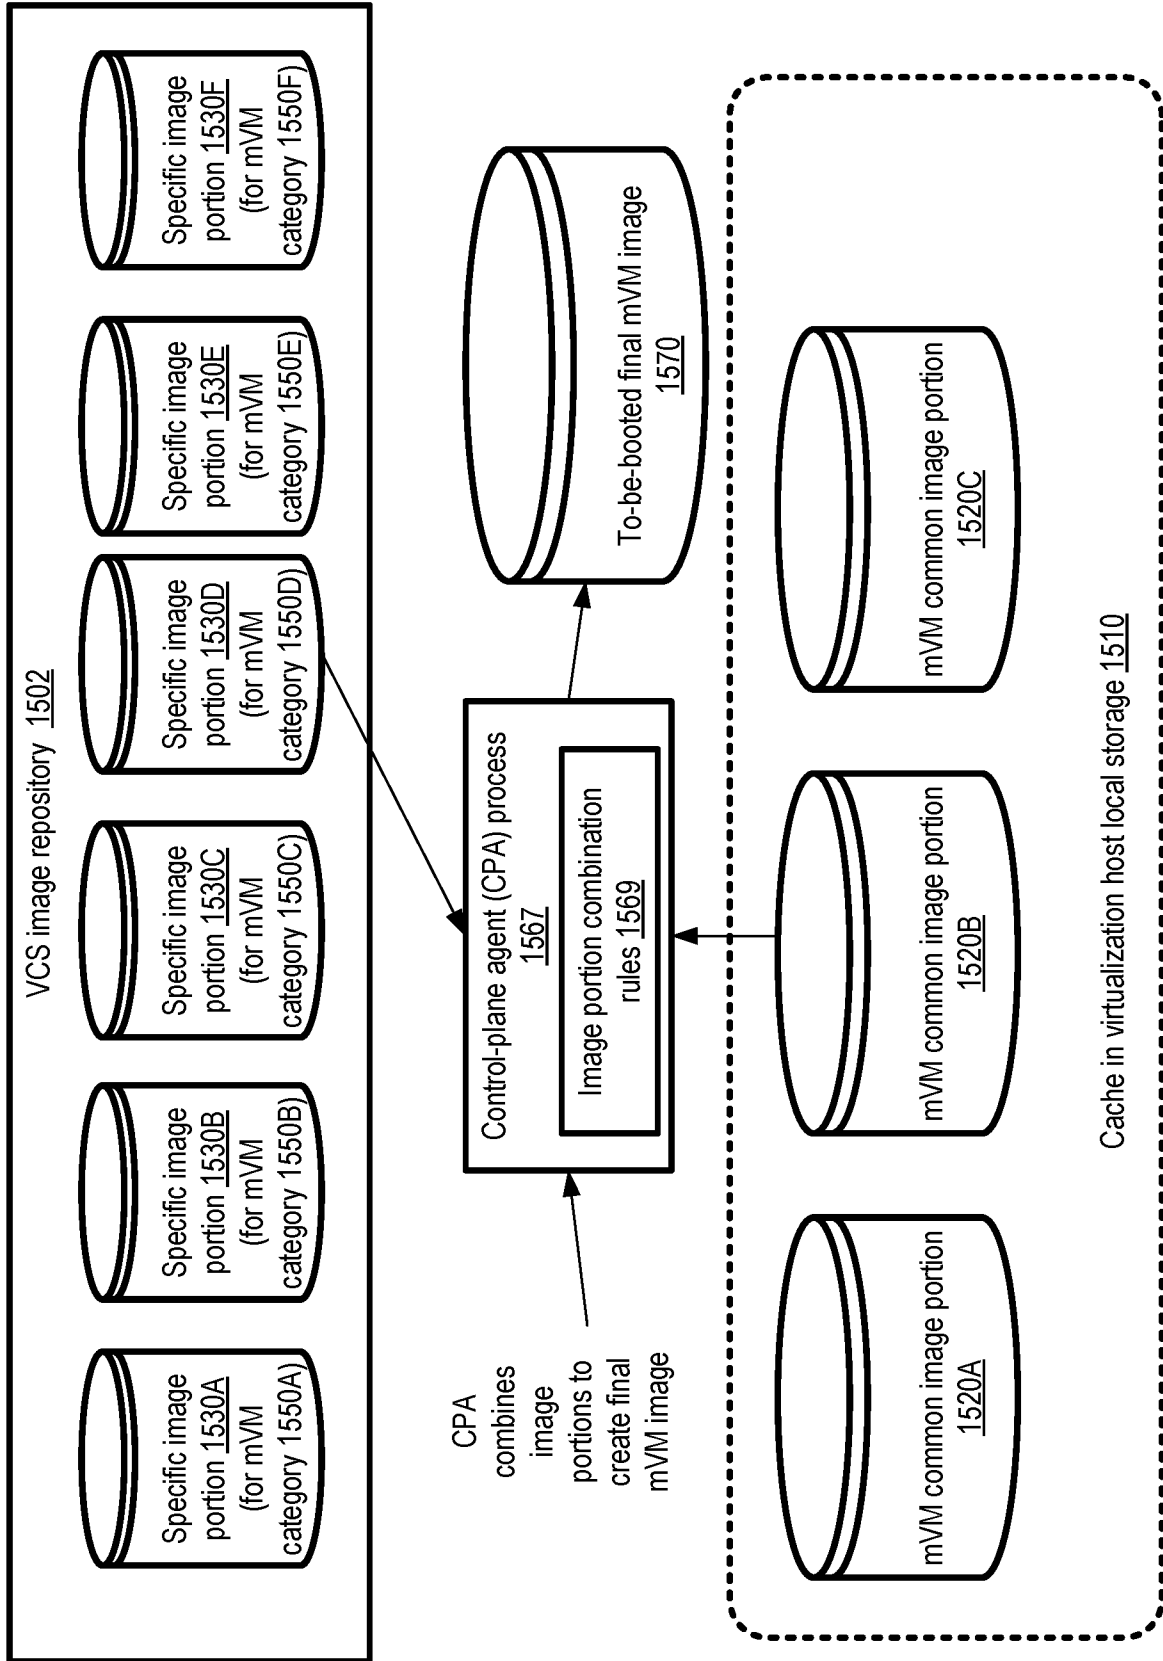 VCS image repository 1502
Specific image
portion 1530A
(for mVM
category 1550A)
Specific image
portion 1530B
(for mVM
category 1550B)
Specific image
portion 1530C
(for mVM
category 1550C)
Specific image
portion 1530D
(for mVM
category 1550D)
Specific image
portion 1530E
(for mVM
category 1550E)
Specific image
portion 1530F
(for mVM
category 1550F)
CPA
combines
image
portions to
create final
mVM image
Control-plane agent (CPA) process
1567
Image portion combination
rules 1569
To-be-booted final mVM image
1570
mVM common image portion
1520A
mVM common image portion
1520B
mVM common image portion
1520C
Cache in virtualization host local storage 1510